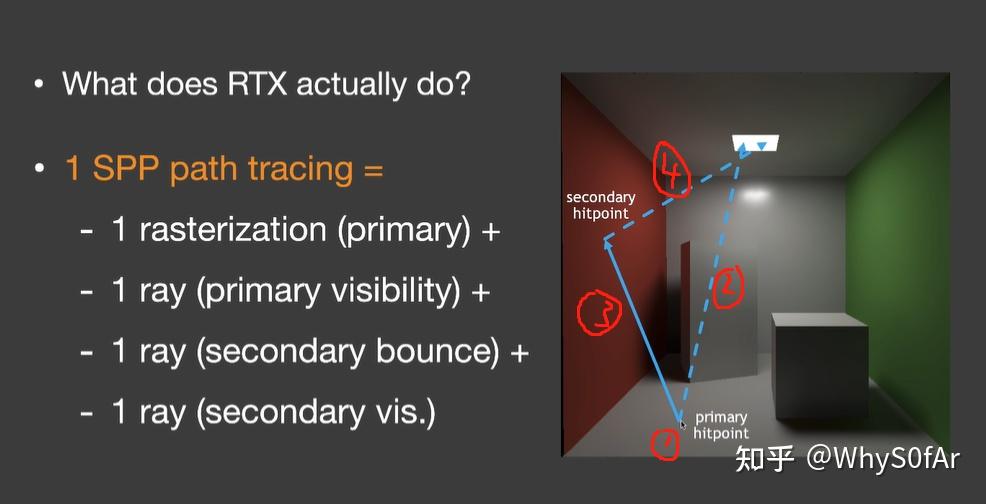 • What does RTX actually do?
• 1 SPP path tracing =
- 1 rasterization (primary) +
- 1 ray (primary visibility) +
- 1 ray (secondary bounce) +
- 1 ray (secondary vis.)
4
secondary
hitpoint
2
3
primary
hitpoint
1
知乎 @WhyS0fAr